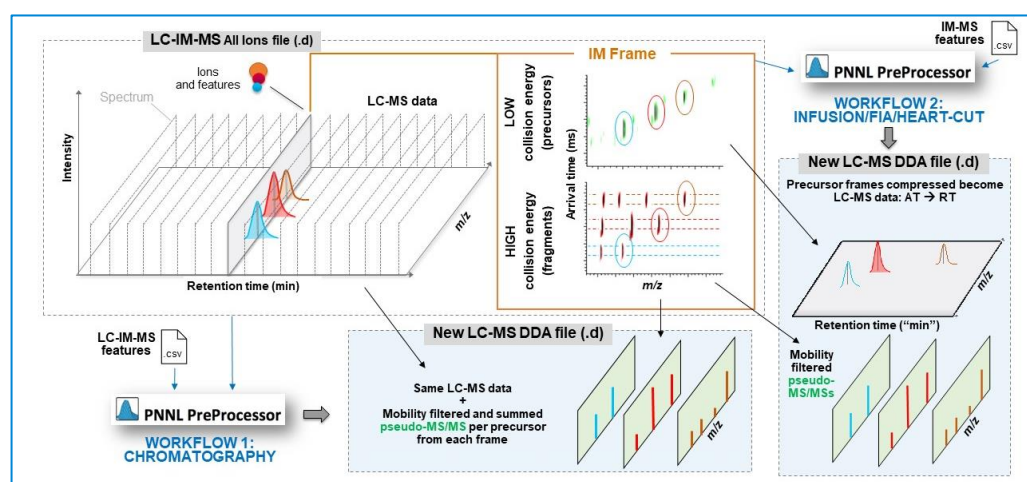 LC-IM-MS All Ions file (.d)
Ions
and features
Spectrum
LC-MS data
Intensity
m/z
Retention time (min)
IM Frame
LOW
collision energy
(precursors)
HIGH
collision energy
(fragments)
Arrival time (ms)
m/z
IM-MS
features
.csv
PNNL PreProcessor
WORKFLOW 2:
INFUSION/FIA/HEART-CUT
New LC-MS DDA file (.d)
Precursor frames compressed become
LC-MS data: AT → RT
m/z
Retention time (“min”)
Mobility
filtered
pseudo-
MS/MSs
m/z
LC-IM-MS
features
.csv
PNNL PreProcessor
WORKFLOW 1:
CHROMATOGRAPHY
New LC-MS DDA file (.d)
Same LC-MS data
+
Mobility filtered and summed
pseudo-MS/MS per precursor
from each frame
m/z